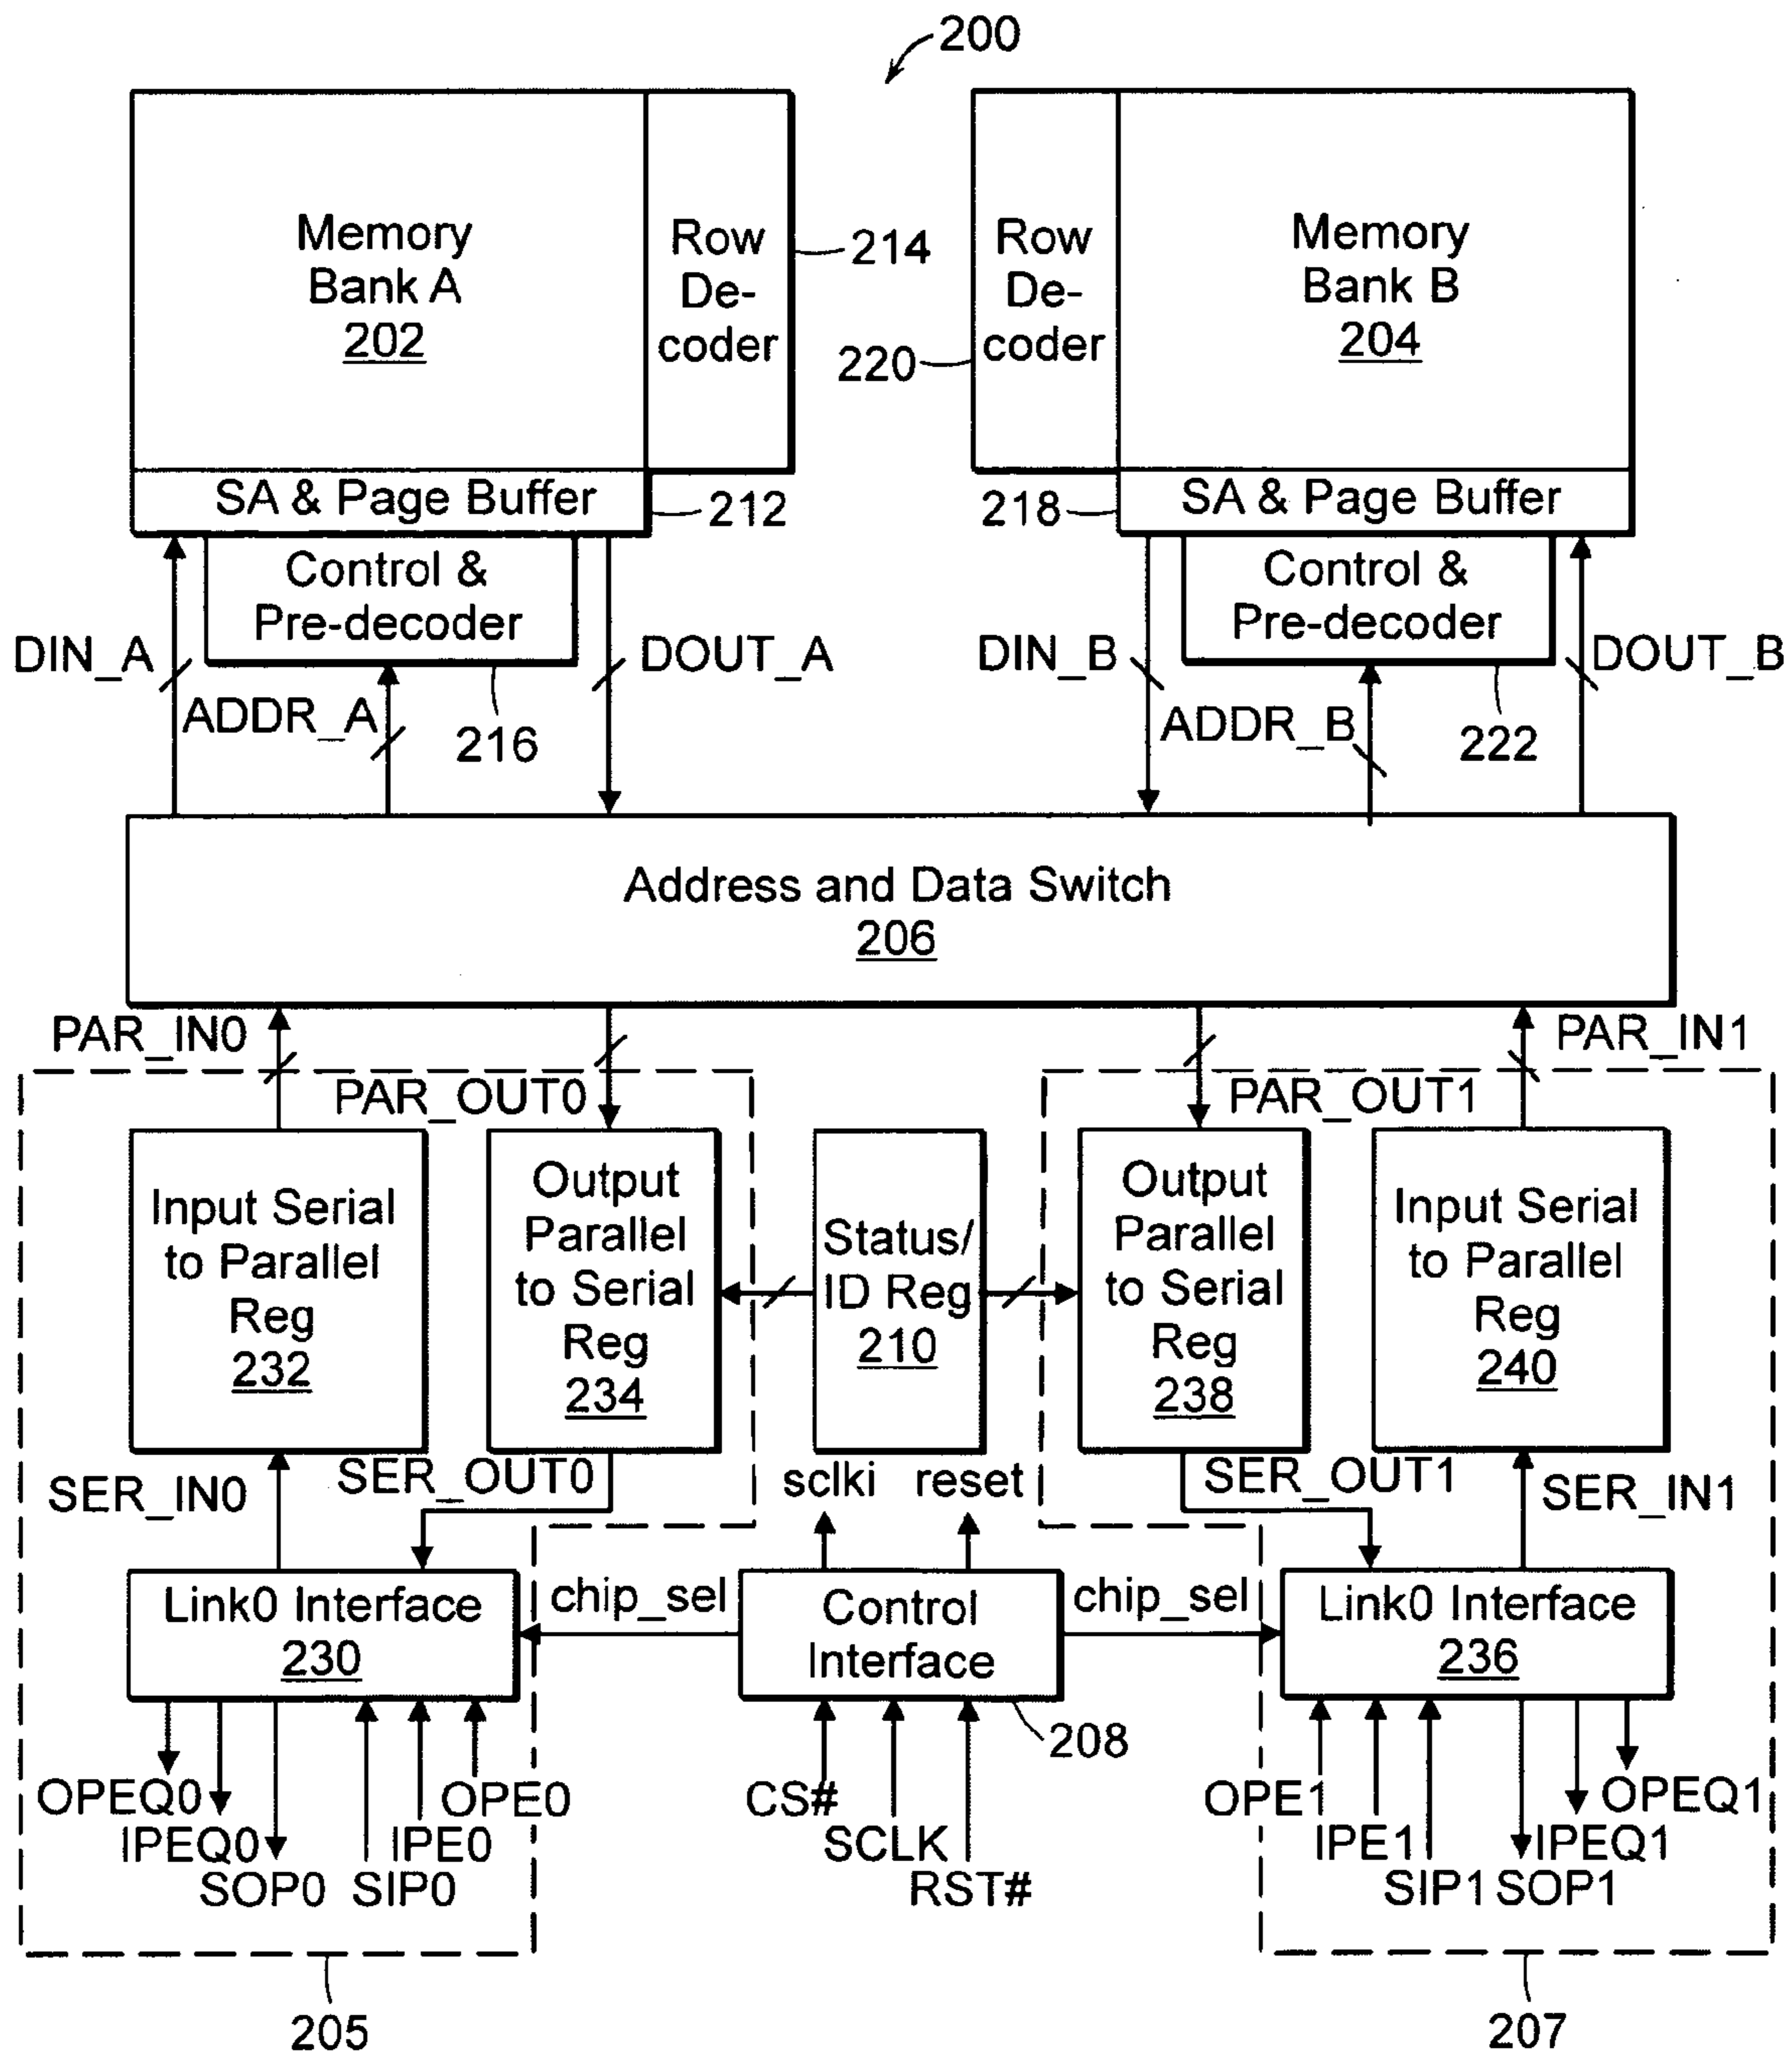 200
Memory
Bank A
202
Row
De-
coder
214
220
Row
De-
coder
Memory
Bank B
204
SA & Page Buffer
212
218
SA & Page Buffer
Control &
Pre-decoder
DIN_A
ADDR_A
216
DOUT_A
DIN_B
ADDR_B
Control &
Pre-decoder
222
DOUT_B
Address and Data Switch
206
PAR_IN0
PAR_OUT0
PAR_OUT1
PAR_IN1
Input Serial
to Parallel
Reg
232
Output
Parallel
to Serial
Reg
234
Status/
ID Reg
210
Output
Parallel
to Serial
Reg
238
Input Serial
to Parallel
Reg
240
SER_IN0
SER_OUT0
sclki
reset
SER_OUT1
SER_IN1
Link0 Interface
230
chip_sel
Control
Interface
208
chip_sel
Link0 Interface
236
OPEQ0
IPEQ0
SOP0
SIP0
IPE0
OPE0
CS#
SCLK
RST#
OPE1
IPE1
SIP1
SOP1
IPEQ1
OPEQ1
205
207